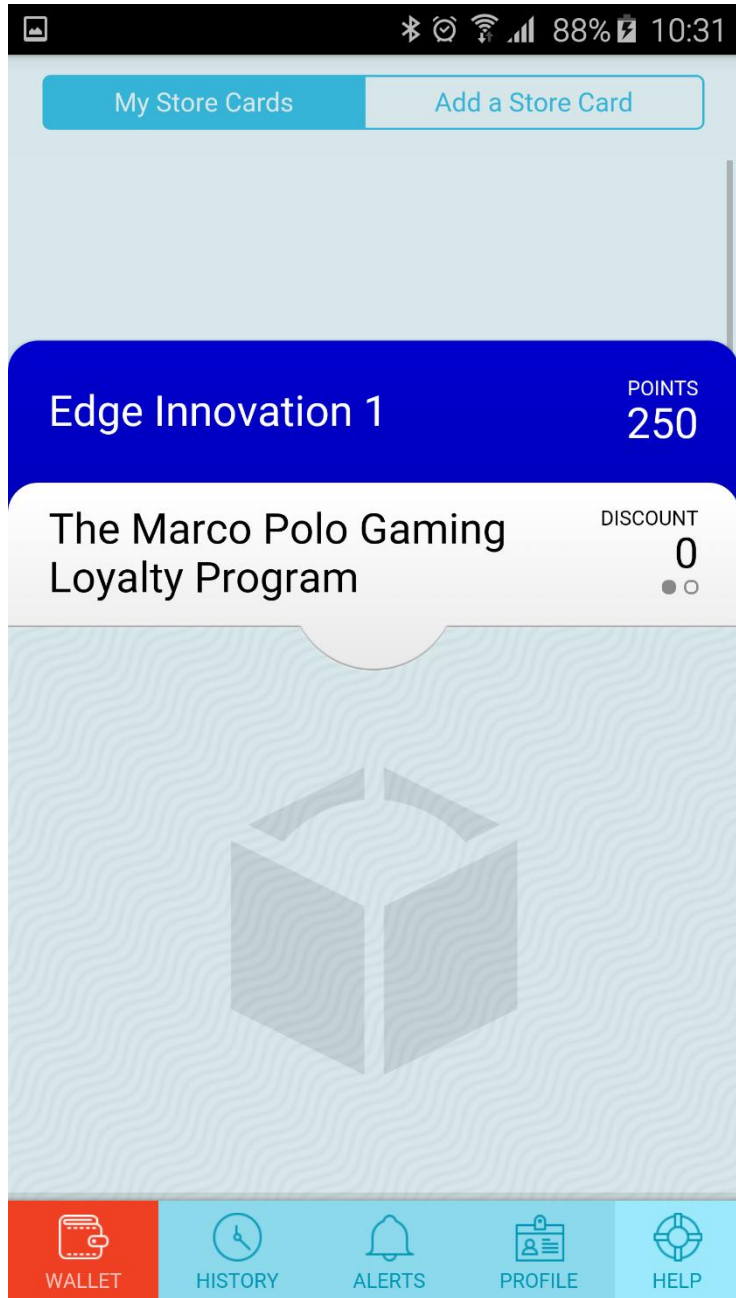 88% 10:31
My Store Cards Add a Store Card
Edge Innovation 1
POINTS
250
The Marco Polo Gaming
Loyalty Program
DISCOUNT
0
WALLET HISTORY ALERTS PROFILE HELP